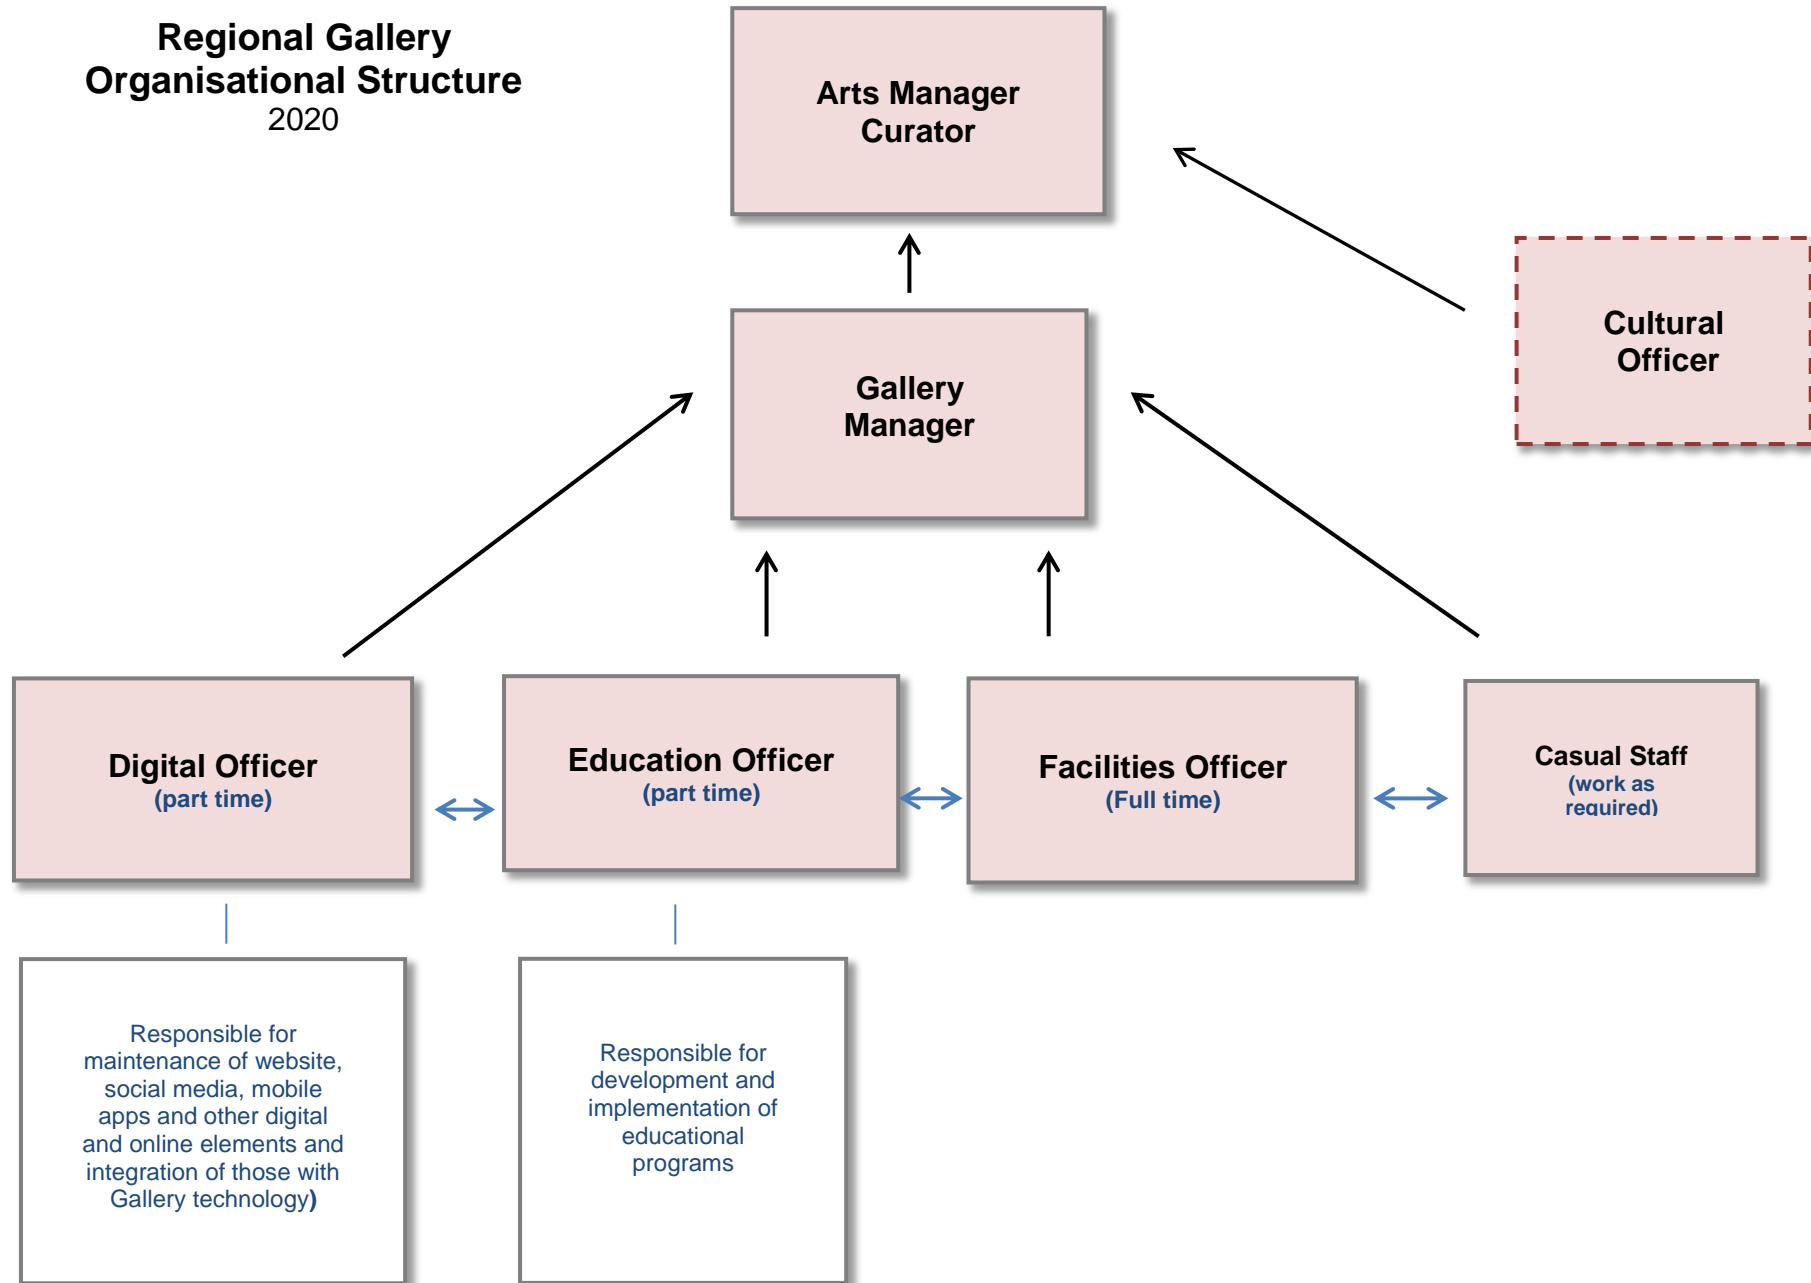 Regional Gallery
Organisational Structure
2020
Arts Manager
Curator
Cultural
Officer
Gallery
Manager
Digital Officer
(part time)
Education Officer
(part time)
Facilities Officer
(Full time)
Casual Staff
(work as
required)
Responsible for
maintenance of website,
social media, mobile
apps and other digital
and online elements and
integration of those with
Gallery technology)
Responsible for
development and
implementation of
educational
programs